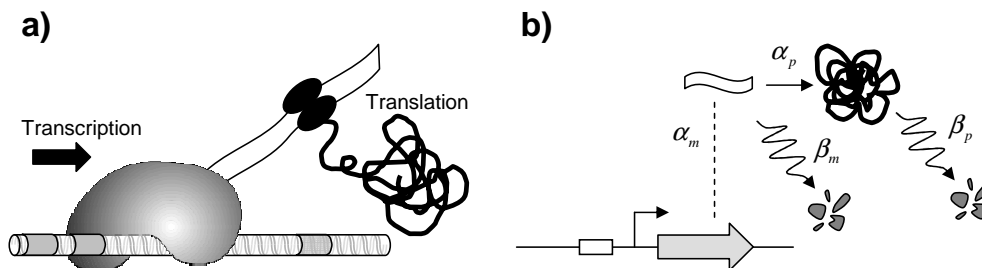 a)
Transcription
Translation
b)
α_p
α_m
β_m
β_p